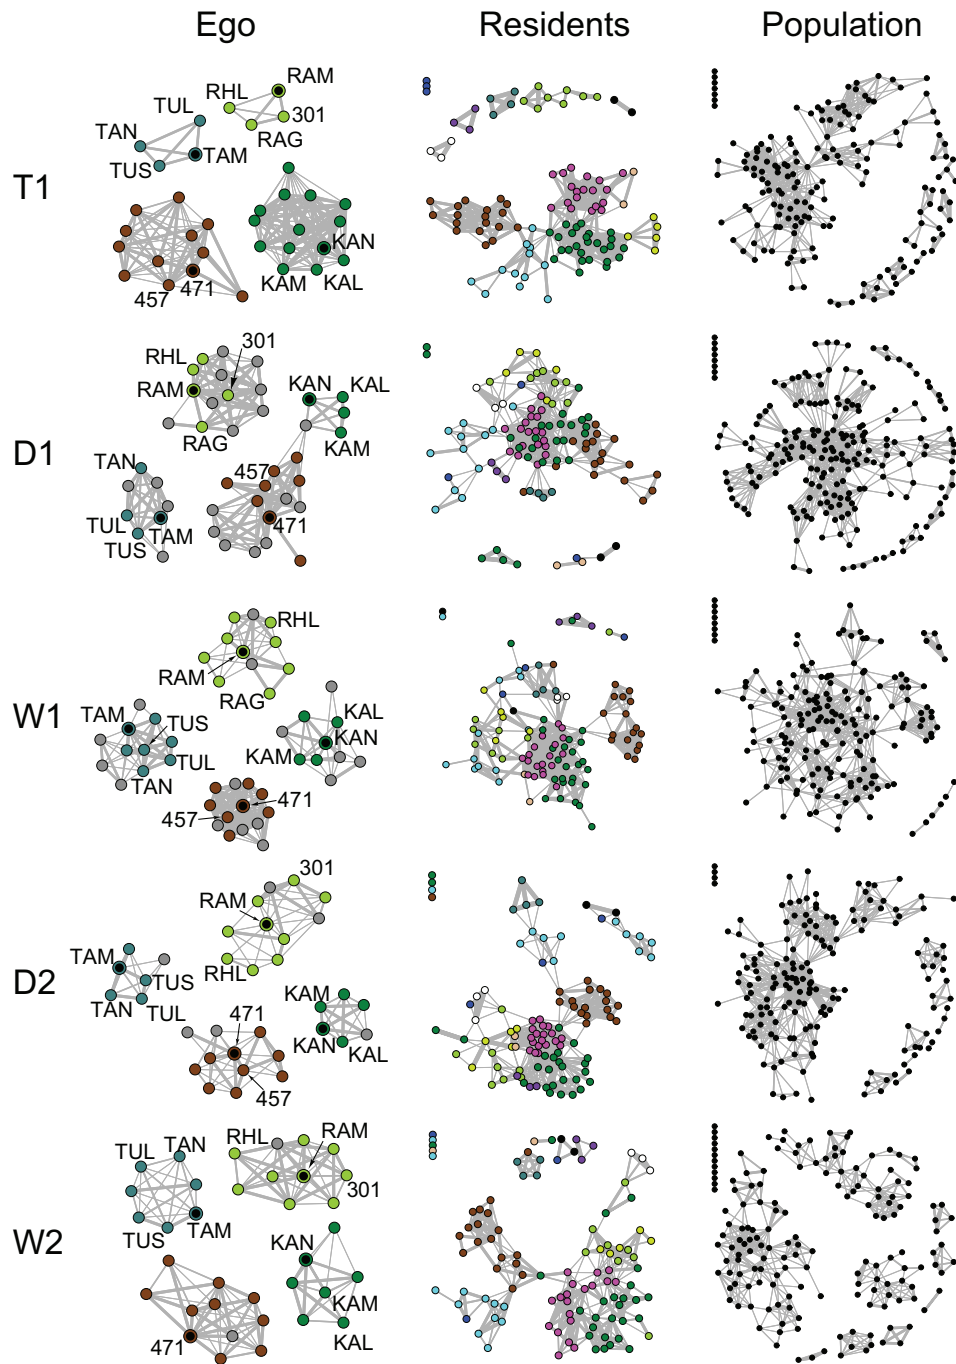 Ego Residents Population
T1
RAM
RHL
TUL
301
TAN
RAG
TAM
TUS
KAN
KAM KAL
457 471
D1
301
RHL
KAN KAL
RAM
RAG
KAM
TAN
457
TUL
TAM
471
TUS
W1
RHL
RAM
RAG
KAL
TAM
TUS
KAN
KAM
TUL
TAN
471
457
D2
301
RAM
TAM
RHL
TUS
KAM
TAN
TUL
471
KAN
KAL
457
W2
TAN
RHL
RAM
TUL
301
TUS
TAM
KAN
KAM
471
KAL